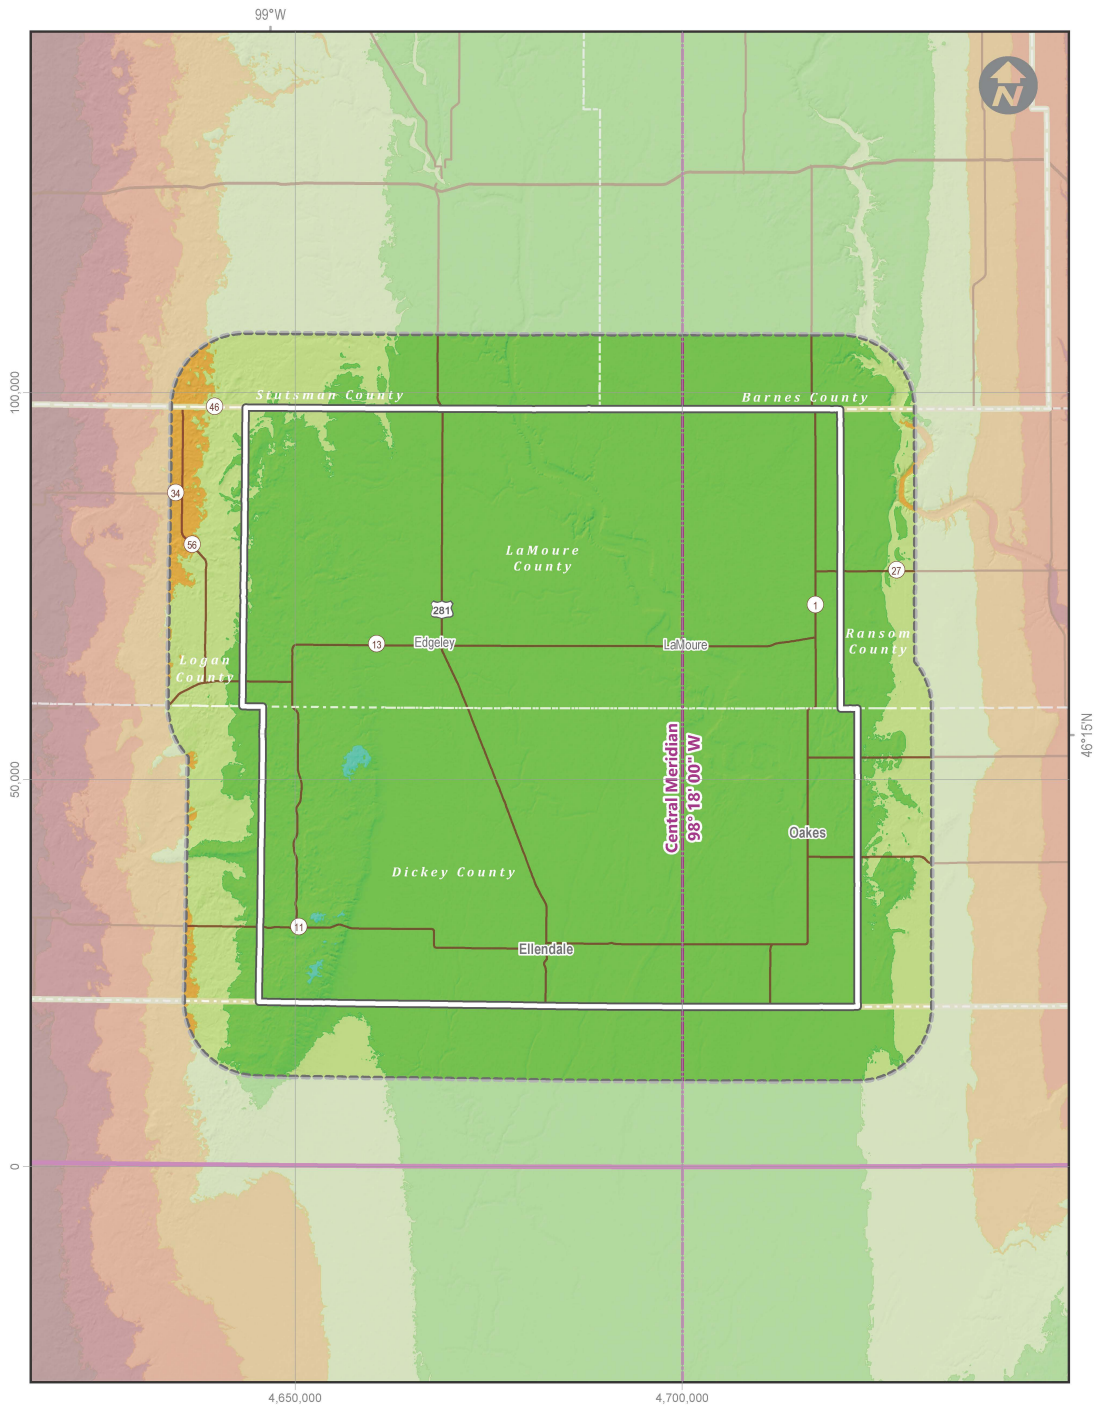 99°W
N
100,000
Stutsman County
Barnes County
46
34
56
LaMoure
County
27
281
1
13
Edgeley
LaMoure
Ransom
County
Logan
County
46°15'N
Central Meridian
98° 18' 00" W
50,000
Oakes
Dickey County
11
Ellendale
0
4,650,000
4,700,000